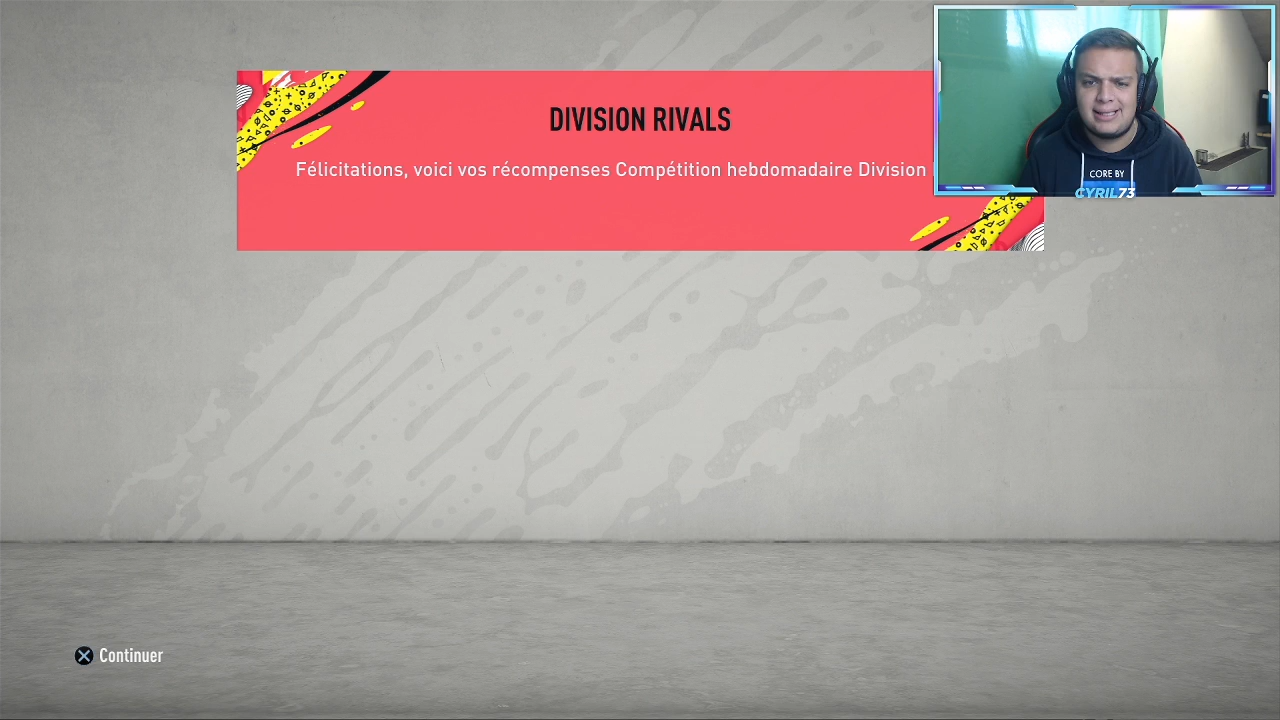 DIVISION RIVALS
Félicitations, voici vos récompenses Compétition hebdomadaire Division
CORE BY
CYRIL73
Continuer